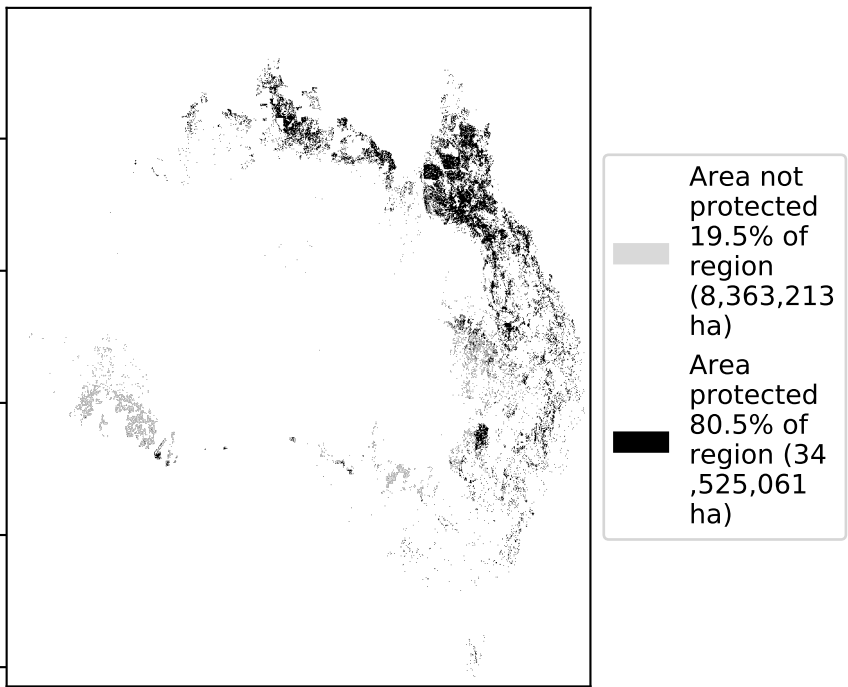 Area not
protected
19.5% of
region
(8,363,213
ha)
Area
protected
80.5% of
region (34
,525,061
ha)